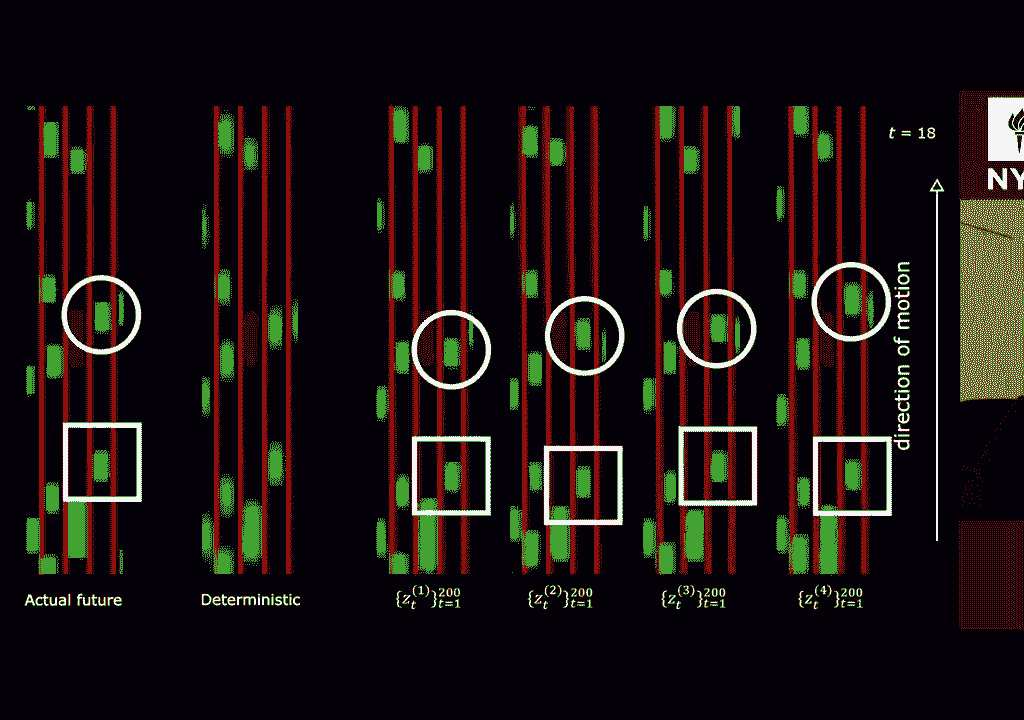 t = 18
NY
direction of motion
Actual future
Deterministic
{z_t^(1)}_{t=1}^{200}
{z_t^(2)}_{t=1}^{200}
{z_t^(3)}_{t=1}^{200}
{z_t^(4)}_{t=1}^{200}